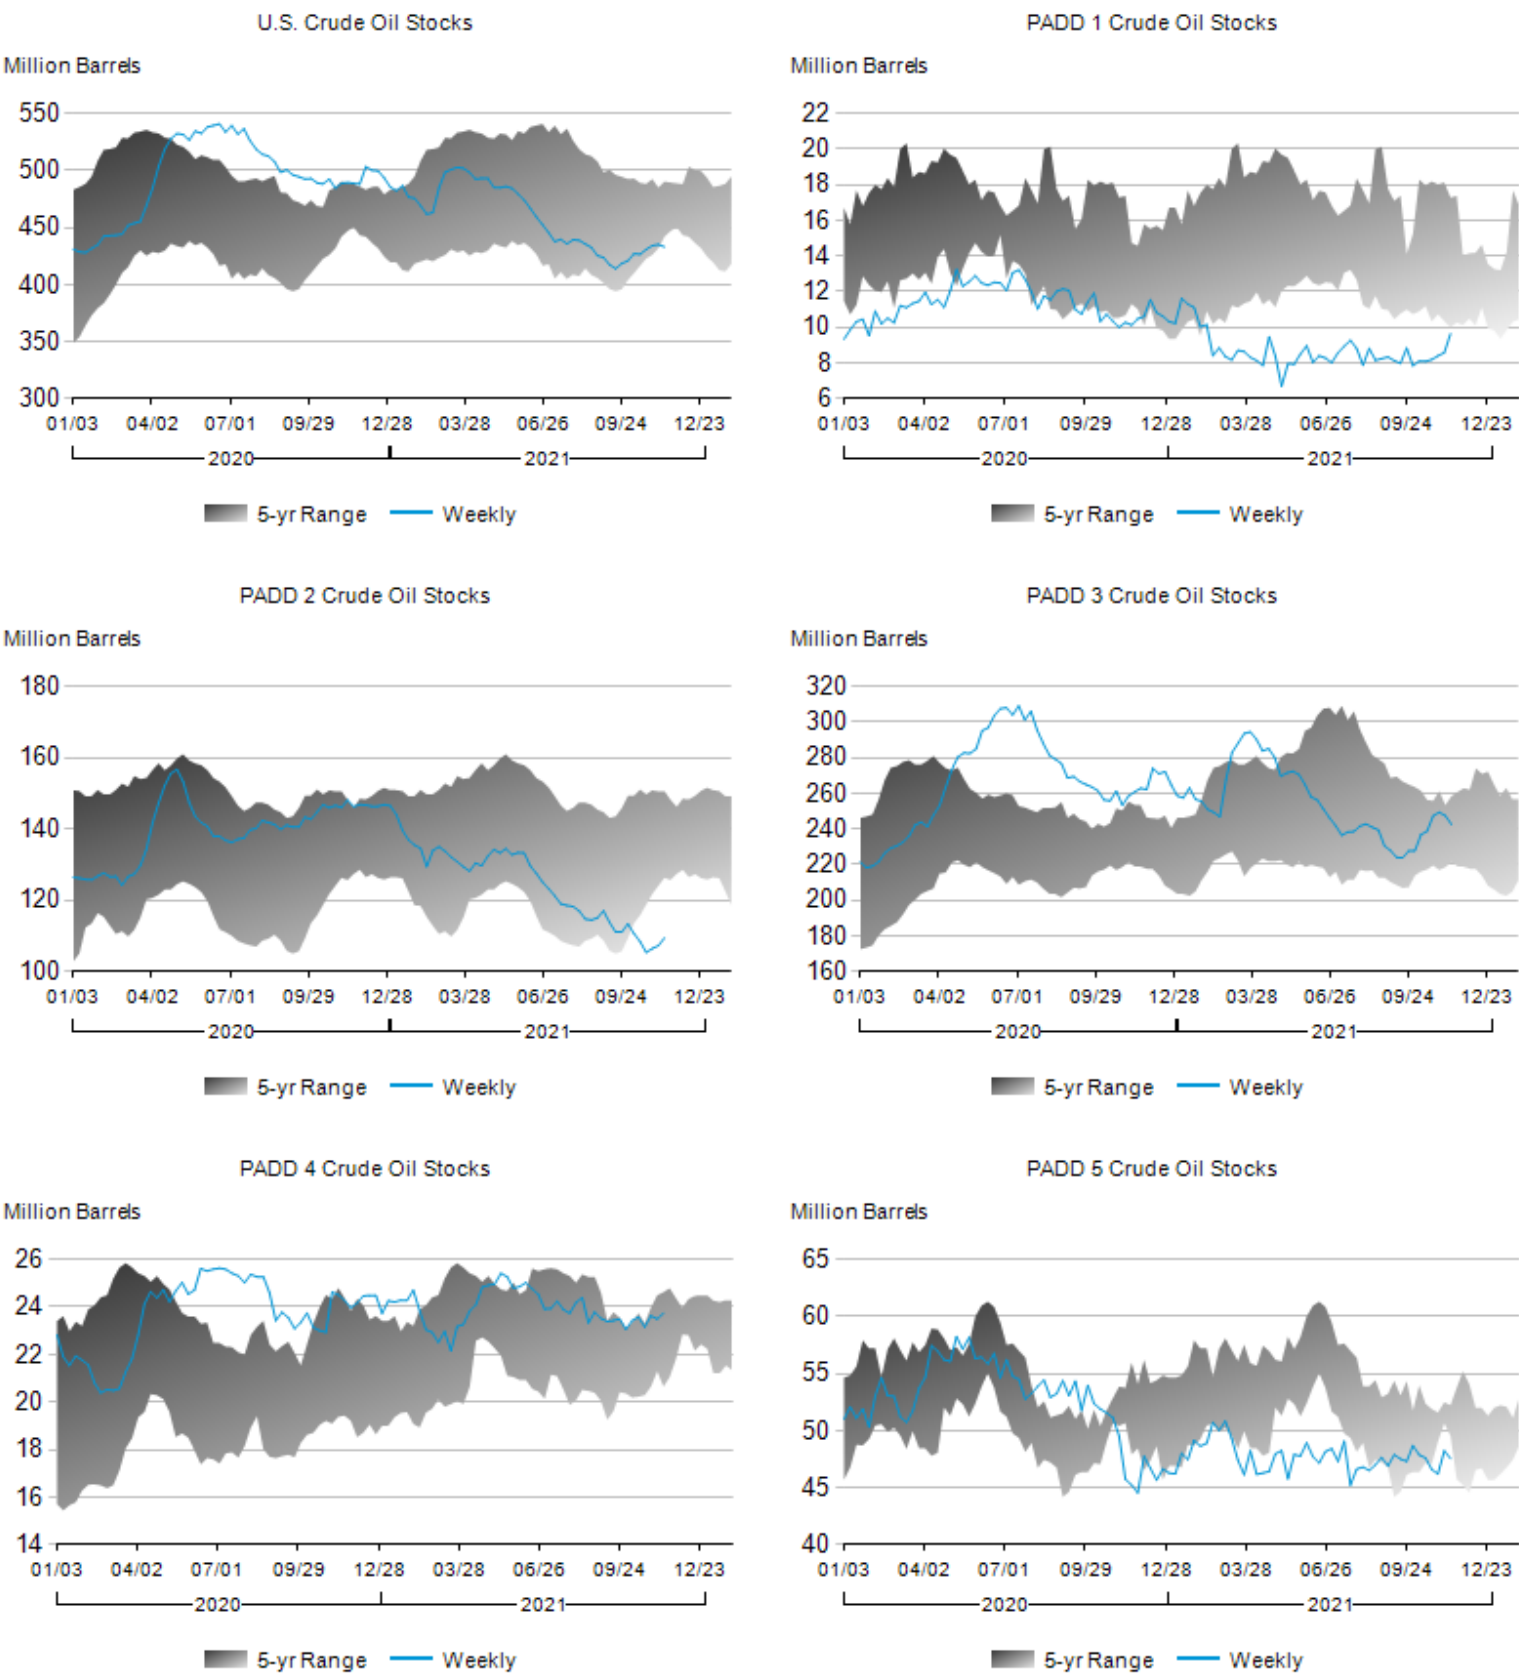 U.S. Crude Oil Stocks
Million Barrels
550
500
450
400
350
300
01/03 04/02 07/01 09/29 12/28 03/28 06/26 09/24 12/23
2020 2021
5-yr Range Weekly
PADD 1 Crude Oil Stocks
Million Barrels
22
20
18
16
14
12
10
8
6
01/03 04/02 07/01 09/29 12/28 03/28 06/26 09/24 12/23
2020 2021
5-yr Range Weekly
PADD 2 Crude Oil Stocks
Million Barrels
180
160
140
120
100
01/03 04/02 07/01 09/29 12/28 03/28 06/26 09/24 12/23
2020 2021
5-yr Range Weekly
PADD 3 Crude Oil Stocks
Million Barrels
320
300
280
260
240
220
200
180
160
01/03 04/02 07/01 09/29 12/28 03/28 06/26 09/24 12/23
2020 2021
5-yr Range Weekly
PADD 4 Crude Oil Stocks
Million Barrels
26
24
22
20
18
16
14
01/03 04/02 07/01 09/29 12/28 03/28 06/26 09/24 12/23
2020 2021
5-yr Range Weekly
PADD 5 Crude Oil Stocks
Million Barrels
65
60
55
50
45
40
01/03 04/02 07/01 09/29 12/28 03/28 06/26 09/24 12/23
2020 2021
5-yr Range Weekly